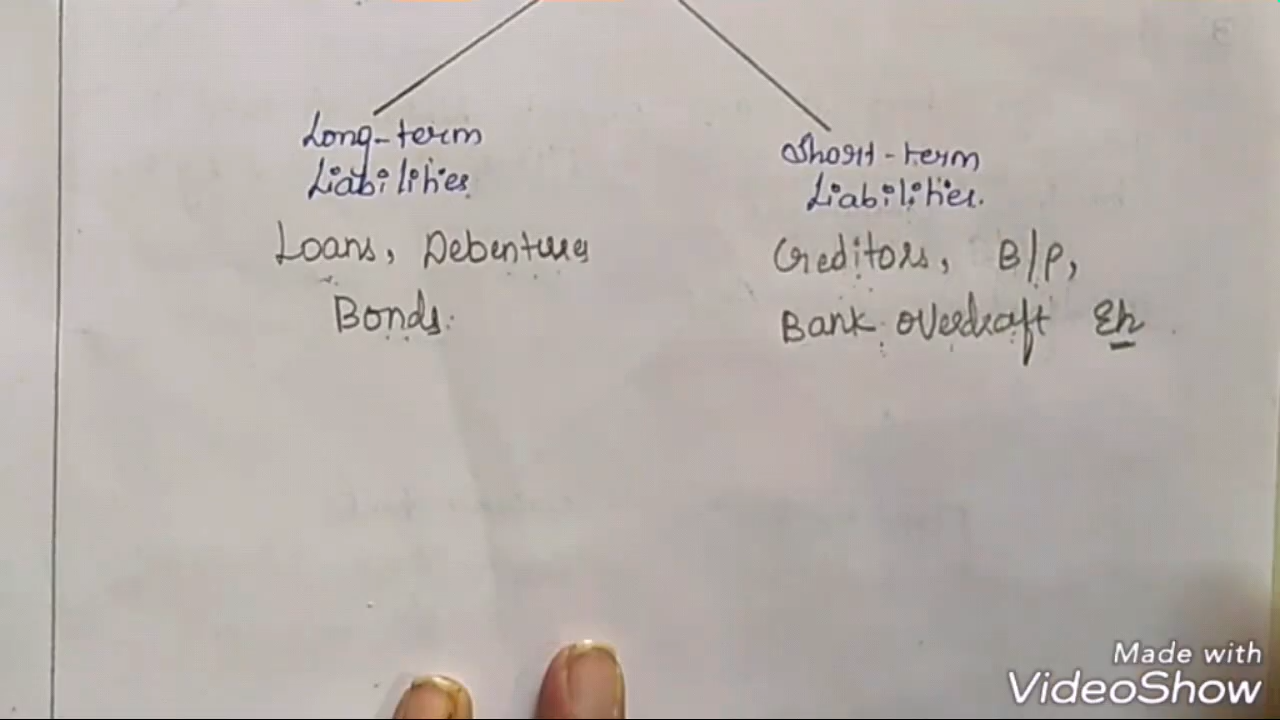 Long-term
Liabilities
Loans, Debentures
Bonds.
Short-term
Liabilities.
Creditors, B/P,
Bank overdraft Etc
Made with
VideoShow